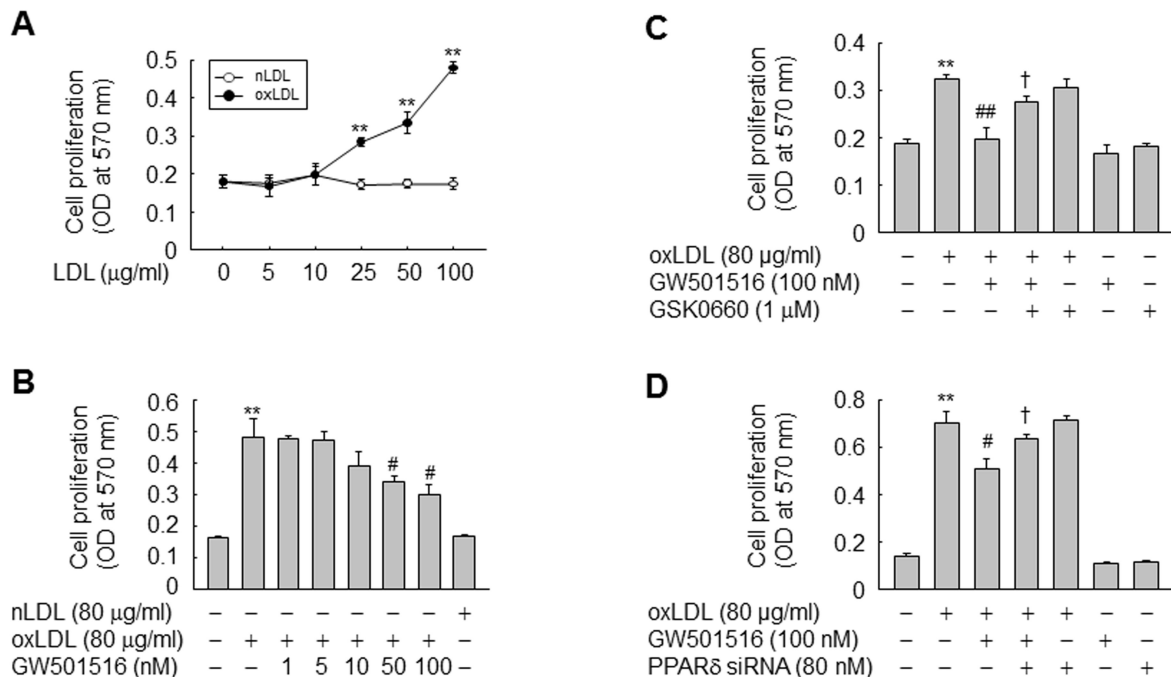 A
Cell proliferation
(OD at 570 nm)
0.5
0.4
0.3
0.2
0.1
0
nLDL
oxLDL
**
**
**
LDL (μg/ml) 0 5 10 25 50 100
B
Cell proliferation
(OD at 570 nm)
0.6
0.5
0.4
0.3
0.2
0.1
0
**
#
#
nLDL (80 μg/ml) – – – – – – – +
oxLDL (80 μg/ml) – + + + + + + –
GW501516 (nM) – – 1 5 10 50 100 –
C
Cell proliferation
(OD at 570 nm)
0.4
0.3
0.2
0.1
0
**
##
†
oxLDL (80 μg/ml) – + + + + – –
GW501516 (100 nM) – – + + – + –
GSK0660 (1 μM) – – – + + – +
D
Cell proliferation
(OD at 570 nm)
0.8
0.6
0.4
0.2
0
**
#
†
oxLDL (80 μg/ml) – + + + + – –
GW501516 (100 nM) – – + + – + –
PPARδ siRNA (80 nM) – – – + + – +